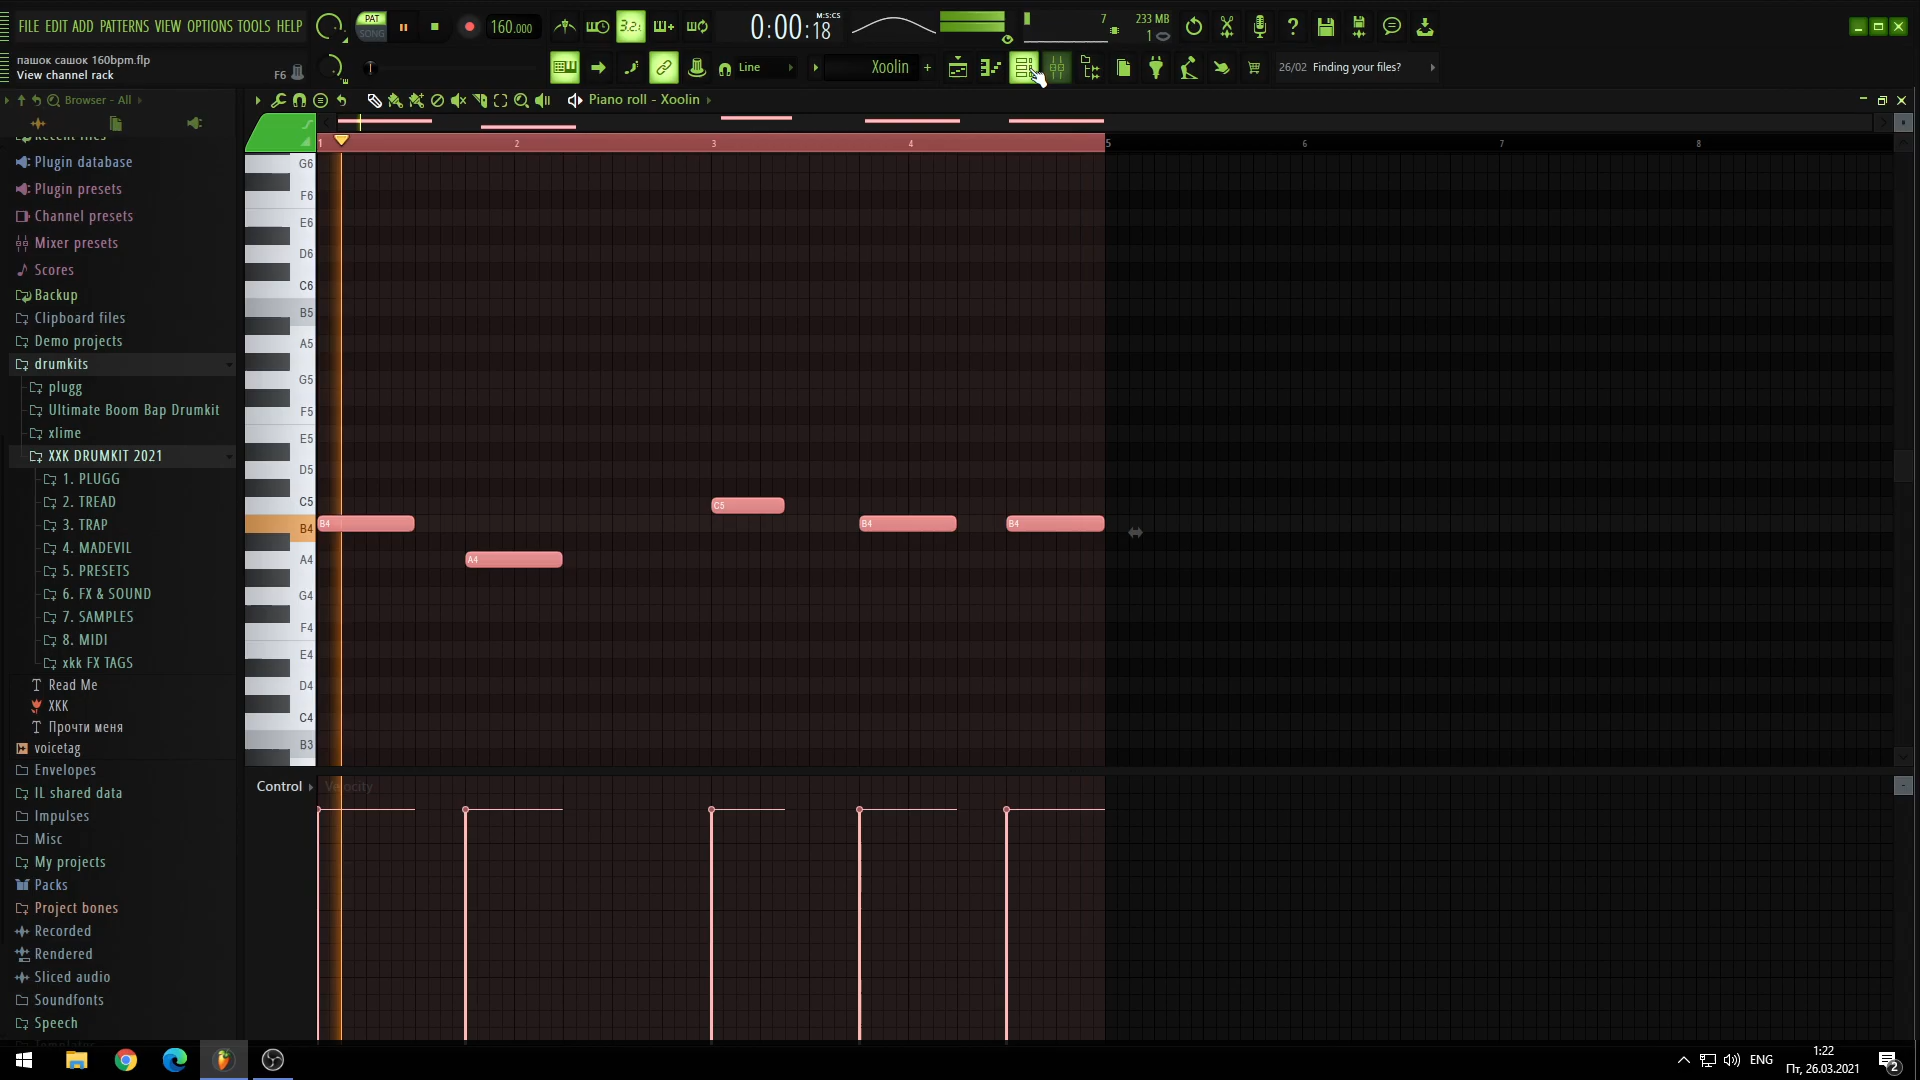 FILE EDIT ADD PATTERNS VIEW OPTIONS TOOLS HELP
PAT
SONG
160.000
3.2.
0:00:18
M:S:CS
7
233 MB
1
пашок сашок 160bpm.flp
View channel rack
F6
Line
Xoolin
26/02 Finding your files?
Browser - All
Piano roll - Xoolin
Recent files
Plugin database
Plugin presets
Channel presets
Mixer presets
Scores
Backup
Clipboard files
Demo projects
drumkits
plugg
Ultimate Boom Bap Drumkit
xlime
XXK DRUMKIT 2021
1. PLUGG
2. TREAD
3. TRAP
4. MADEVIL
5. PRESETS
6. FX & SOUND
7. SAMPLES
8. MIDI
xkk FX TAGS
Read Me
XKK
Прочти меня
voicetag
Envelopes
IL shared data
Impulses
Misc
My projects
Packs
Project bones
Recorded
Rendered
Sliced audio
Soundfonts
Speech
1 2 3 4 5 6 7 8
G6
F6
E6
D6
C6
B5
A5
G5
F5
E5
D5
C5
B4
A4
G4
F4
E4
D4
C4
B3
C5
B4 B4 B4
A4
Control
Velocity
ENG
1:22
Пт, 26.03.2021
2